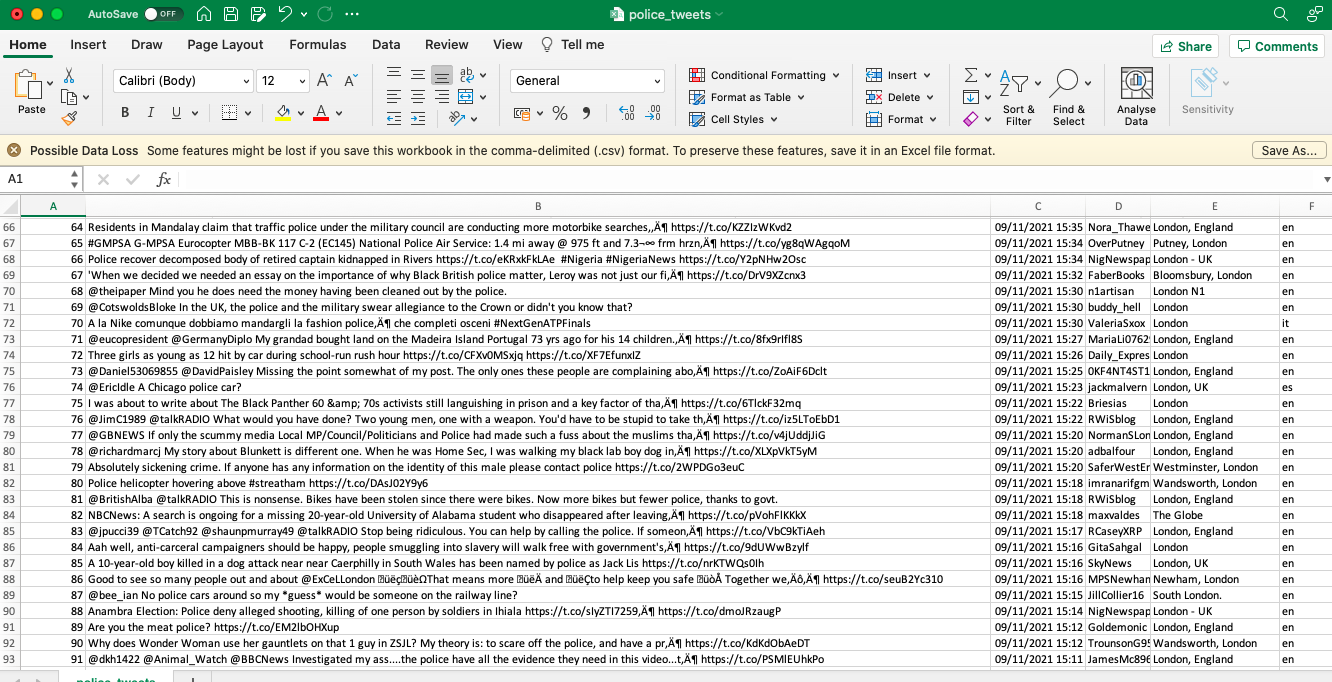 AutoSave OFF police_tweets
Home Insert Draw Page Layout Formulas Data Review View Tell me Share Comments
Paste Calibri (Body) 12 General Conditional Formatting Format as Table Cell Styles Insert Delete Format Sort & Filter Find & Select Analyse Data Sensitivity
Possible Data Loss Some features might be lost if you save this workbook in the comma-delimited (.csv) format. To preserve these features, save it in an Excel file format. Save As...
A1 fx
A B C D E F
66 64 Residents in Mandalay claim that traffic police under the military council are conducting more motorbike searches,‚Ä¶ https://t.co/KZZIzWKvd2 09/11/2021 15:35 Nora_Thawe London, England en
67 65 #GMPSA G-MPSA Eurocopter MBB-BK 117 C-2 (EC145) National Police Air Service: 1.4 mi away @ 975 ft and 7.3¬∞ frm hrzn‚Ä¶ https://t.co/yg8qWAgqoM 09/11/2021 15:34 OverPutney Putney, London en
68 66 Police recover decomposed body of retired captain kidnapped in Rivers https://t.co/eKRxkFkLAe #Nigeria #NigeriaNews https://t.co/Y2pNHw2Osc 09/11/2021 15:34 NigNewspap London - UK en
69 67 'When we decided we needed an essay on the importance of why Black British police matter, Leroy was not just our fi‚Ä¶ https://t.co/DrV9XZcnx3 09/11/2021 15:32 FaberBooks Bloomsbury, London en
70 68 @theipaper Mind you he does need the money having been cleaned out by the police. 09/11/2021 15:30 n1artisan London N1 en
71 69 @CotswoldsBloke In the UK, the police and the military swear allegiance to the Crown or didn't you know that? 09/11/2021 15:30 buddy_hell London en
72 70 A la Nike comunque dobbiamo mandargli la fashion police‚Ä¶ che completi osceni #NextGenATPFinals 09/11/2021 15:30 ValeriaSxox London it
73 71 @eucopresident @GermanyDiplo My grandad bought land on the Madeira Island Portugal 73 yrs ago for his 14 children.‚Ä¶ https://t.co/8fx9rIfl8S 09/11/2021 15:27 MariaLi0762 London, England en
74 72 Three girls as young as 12 hit by car during school-run rush hour https://t.co/CFXv0MSxjq https://t.co/XF7EfunxlZ 09/11/2021 15:26 Daily_Expres London en
75 73 @Daniel53069855 @DavidPaisley Missing the point somewhat of my post. The only ones these people are complaining abo‚Ä¶ https://t.co/ZoAiF6Dclt 09/11/2021 15:25 0KF4NT4ST1 London, England en
76 74 @EricIdle A Chicago police car? 09/11/2021 15:23 jackmalvern London, UK es
77 75 I was about to write about The Black Panther 60 &amp; 70s activists still languishing in prison and a key factor of tha‚Ä¶ https://t.co/6TlckF32mq 09/11/2021 15:22 Briesias London en
78 76 @JimC1989 @talkRADIO What would you have done? Two young men, one with a weapon. You'd have to be stupid to take th‚Ä¶ https://t.co/iz5LToEbD1 09/11/2021 15:22 RWiSblog London, England en
79 77 @GBNEWS If only the scummy media Local MP/Council/Politicians and Police had made such a fuss about the muslims tha‚Ä¶ https://t.co/v4jUddjJiG 09/11/2021 15:20 NormanSLon London, England en
80 78 @richardmarcj My story about Blunkett is different one. When he was Home Sec, I was walking my black lab boy dog in‚Ä¶ https://t.co/XLXpVkT5yM 09/11/2021 15:20 adbalfour London, England en
81 79 Absolutely sickening crime. If anyone has any information on the identity of this male please contact police https://t.co/2WPDGo3euC 09/11/2021 15:20 SaferWestEn Westminster, London en
82 80 Police helicopter hovering above #streatham https://t.co/DAsJ02Y9y6 09/11/2021 15:18 imranarifgm Wandsworth, London en
83 81 @BritishAlba @talkRADIO This is nonsense. Bikes have been stolen since there were bikes. Now more bikes but fewer police, thanks to govt. 09/11/2021 15:18 RWiSblog London, England en
84 82 NBCNews: A search is ongoing for a missing 20-year-old University of Alabama student who disappeared after leaving‚Ä¶ https://t.co/pVohFlKKkX 09/11/2021 15:18 maxvaldes The Globe en
85 83 @jpucci39 @TCatch92 @shaunpmurray49 @talkRADIO Stop being ridiculous. You can help by calling the police. If someon‚Ä¶ https://t.co/VbC9kTiAeh 09/11/2021 15:17 RCaseyXRP London, England en
86 84 Aah well, anti-carceral campaigners should be happy, people smuggling into slavery will walk free with government's‚Ä¶ https://t.co/9dUWwBzylf 09/11/2021 15:16 GitaSahgal London en
87 85 A 10-year-old boy killed in a dog attack near near Caerphilly in South Wales has been named by police as Jack Lis https://t.co/nrKTWQs0Ih 09/11/2021 15:16 SkyNews London, UK en
88 86 Good to see so many people out and about @ExCeLLondon That means more and to help keep you safe Together we‚Äô‚Ä¶ https://t.co/seuB2Yc310 09/11/2021 15:16 MPSNewham Newham, London en
89 87 @bee_ian No police cars around so my *guess* would be someone on the railway line? 09/11/2021 15:15 JillCollier16 South London. en
90 88 Anambra Election: Police deny alleged shooting, killing of one person by soldiers in Ihiala https://t.co/sIyZTI7259‚Ä¶ https://t.co/dmoJRzaugP 09/11/2021 15:14 NigNewspap London - UK en
91 89 Are you the meat police? https://t.co/EM2lbOHXup 09/11/2021 15:12 Goldemonic London, England en
92 90 Why does Wonder Woman use her gauntlets on that 1 guy in ZSJL? My theory is: to scare off the police, and have a pr‚Ä¶ https://t.co/KdKdObAeDT 09/11/2021 15:12 TrounsonG95 Wandsworth, London en
93 91 @dkh1422 @Animal_Watch @BBCNews Investigated my ass....the police have all the evidence they need in this video...t‚Ä¶ https://t.co/PSMlEUhkPo 09/11/2021 15:11 JamesMc896 London, England en
police_tweets